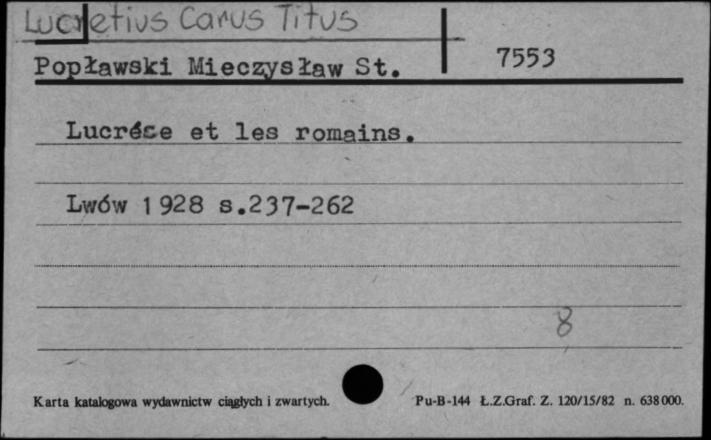 Lucretius Carus Titus
Popławski Mieczysław St. 7553
Lucréce et les romains.
Lwów 1928 s.237-262
8
Karta katalogowa wydawnictw ciągłych i zwartych. Pu-B-144 Ł.Z.Graf. Z. 120/15/82 n. 638000.